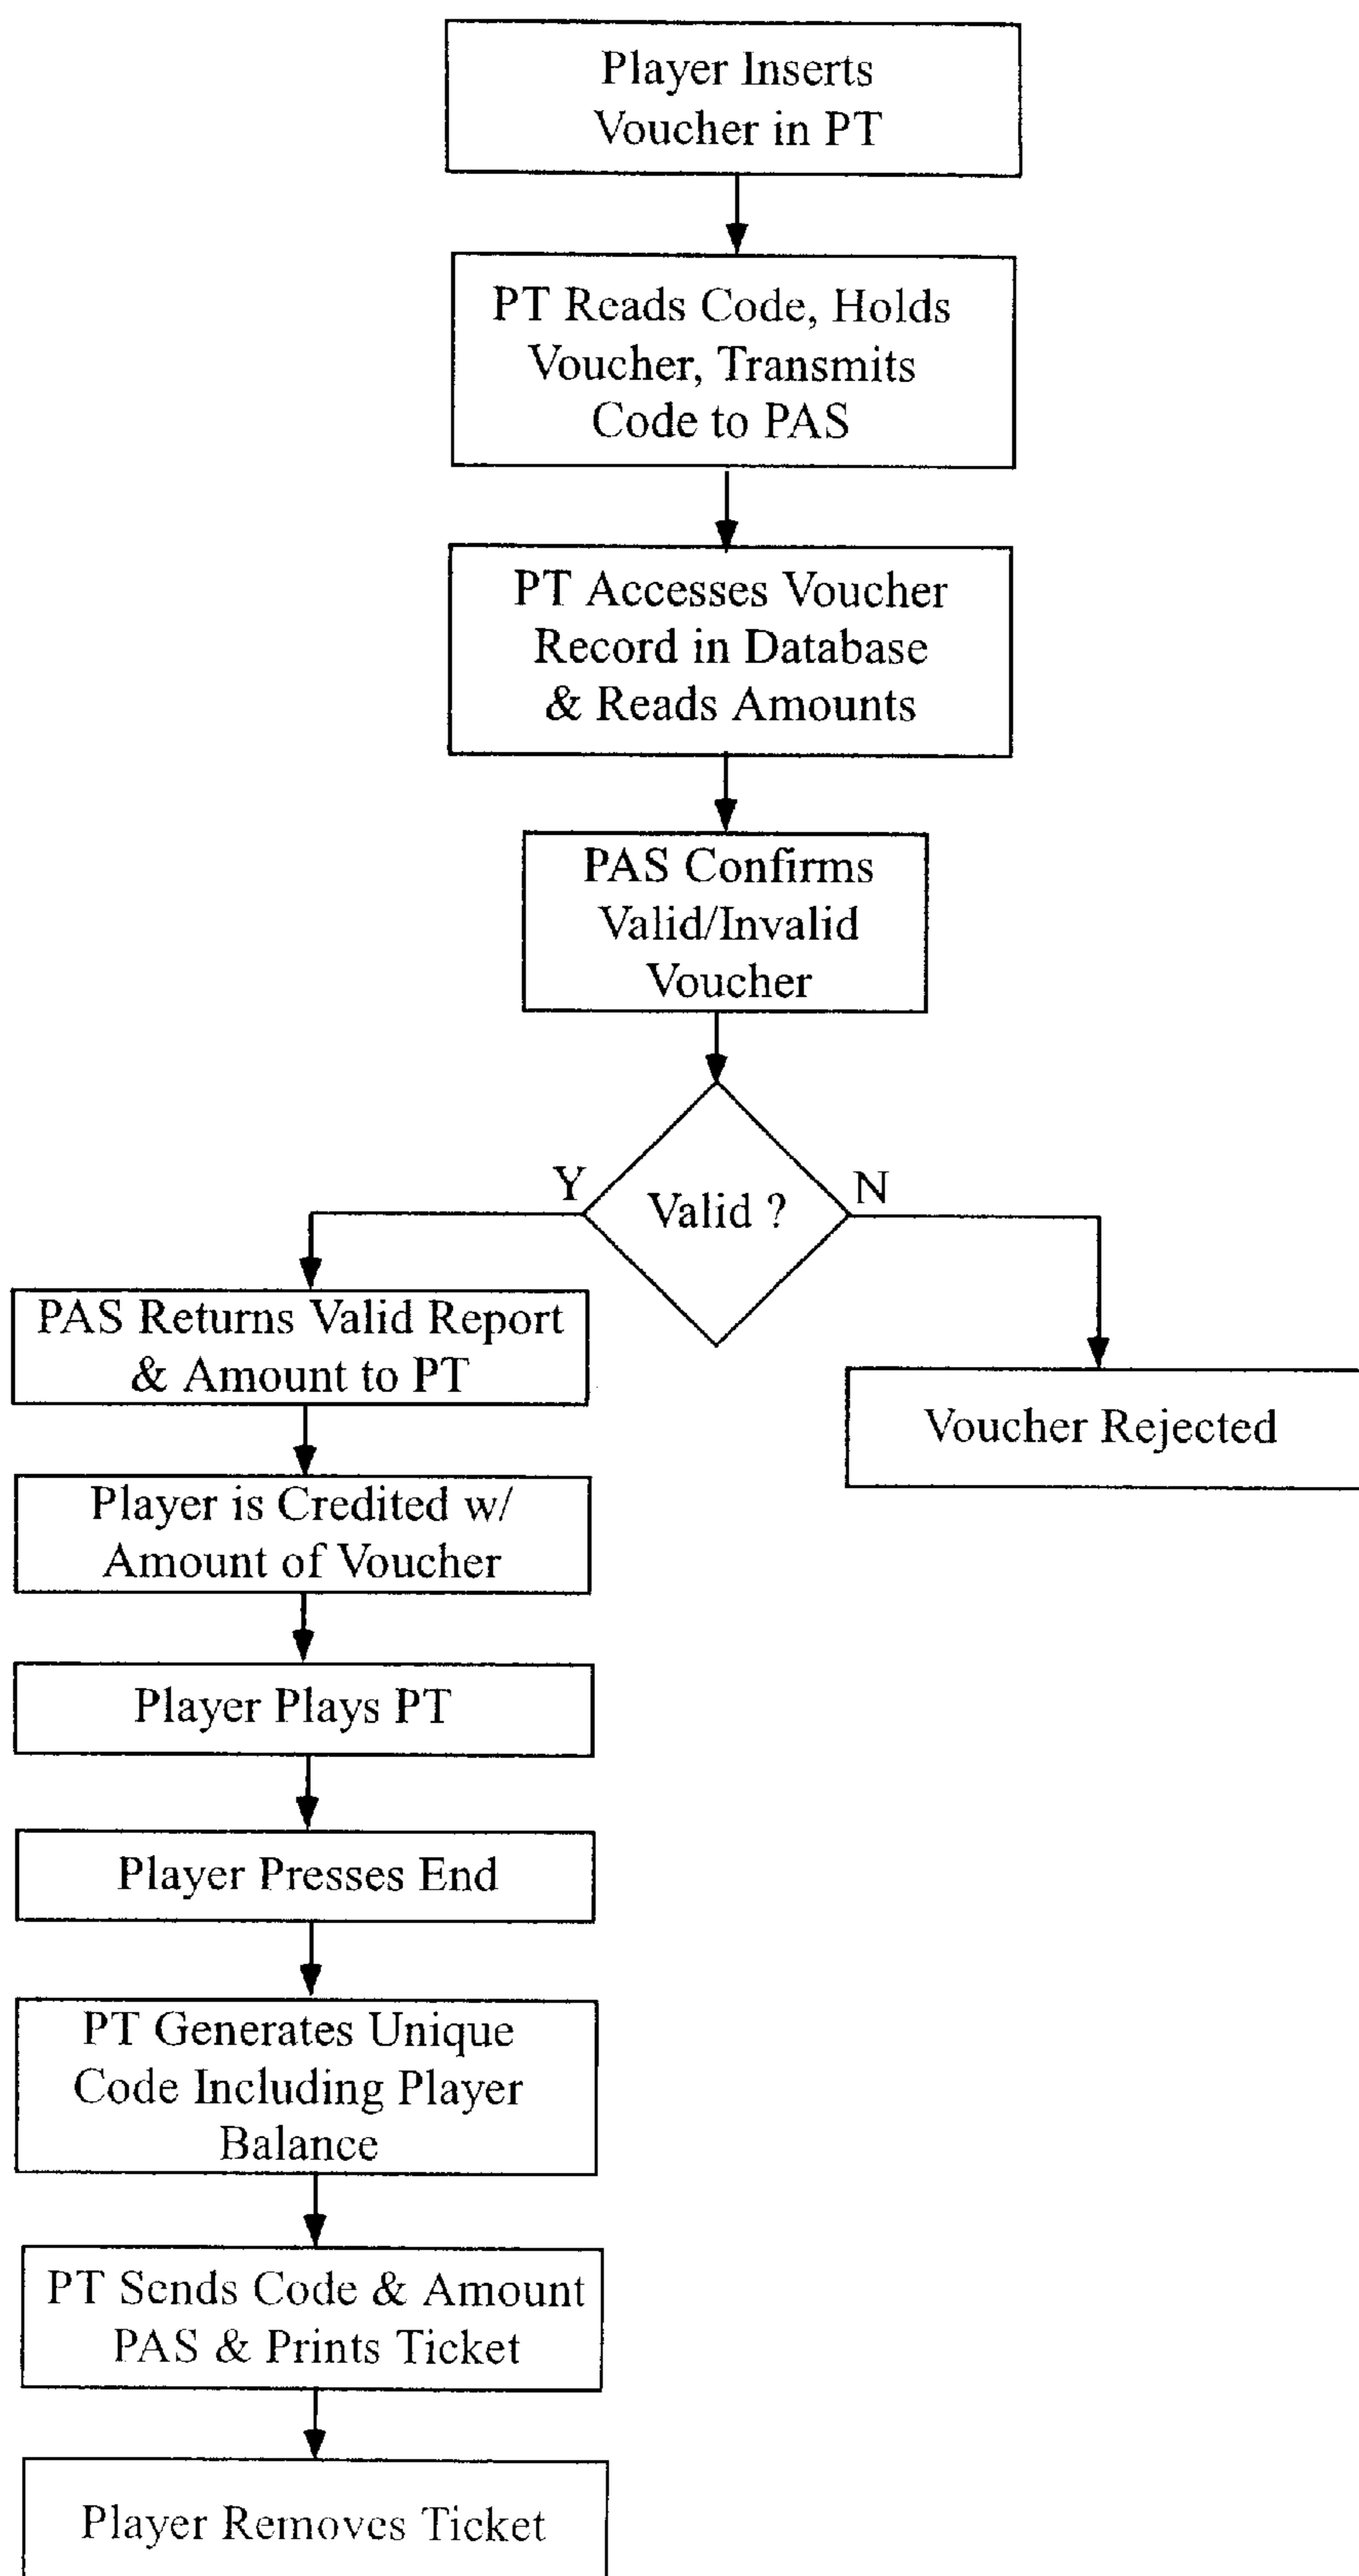 Player Inserts
Voucher in PT
PT Reads Code, Holds
Voucher, Transmits
Code to PAS
PT Accesses Voucher
Record in Database
& Reads Amounts
PAS Confirms
Valid/Invalid
Voucher
Valid ?
Y
N
PAS Returns Valid Report
& Amount to PT
Voucher Rejected
Player is Credited w/
Amount of Voucher
Player Plays PT
Player Presses End
PT Generates Unique
Code Including Player
Balance
PT Sends Code & Amount
PAS & Prints Ticket
Player Removes Ticket